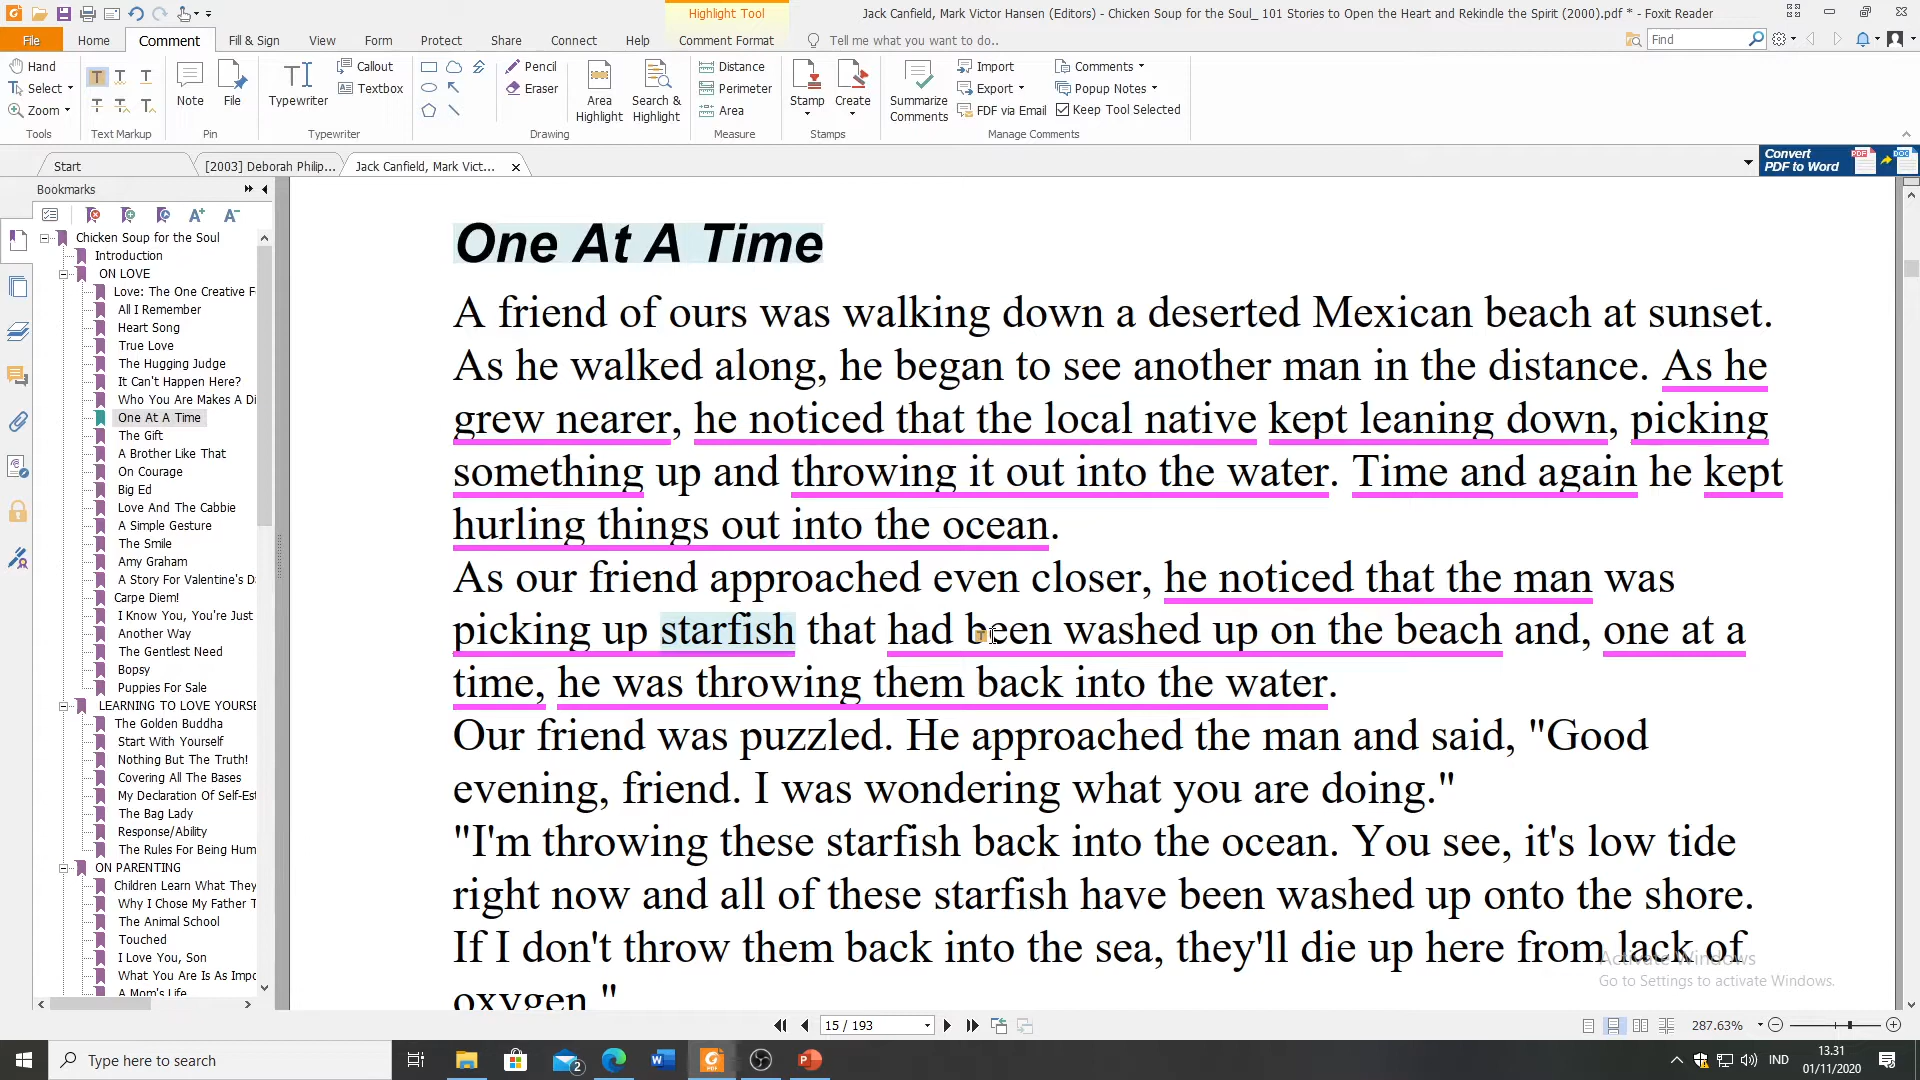 Highlight Tool
Jack Canfield, Mark Victor Hansen (Editors) - Chicken Soup for the Soul_ 101 Stories to Open the Heart and Rekindle the Spirit (2000).pdf * - Foxit Reader
File Home Comment Fill & Sign View Form Protect Share Connect Help Comment Format Tell me what you want to do.. Find
Hand
Select
Zoom
Tools
Text Markup
Note File
Pin
Typewriter
Callout
Textbox
Typewriter
Pencil
Eraser
Area Highlight
Search & Highlight
Drawing
Distance
Perimeter
Area
Measure
Stamp Create
Stamps
Summarize Comments
Import
Export
FDF via Email
Comments
Popup Notes
Keep Tool Selected
Manage Comments
Start [2003] Deborah Philip... Jack Canfield, Mark Vict...
Convert
PDF to Word
Bookmarks
Chicken Soup for the Soul
Introduction
ON LOVE
Love: The One Creative F
All I Remember
Heart Song
True Love
The Hugging Judge
It Can't Happen Here?
Who You Are Makes A Di
One At A Time
The Gift
A Brother Like That
On Courage
Big Ed
Love And The Cabbie
A Simple Gesture
The Smile
Amy Graham
A Story For Valentine's D
Carpe Diem!
I Know You, You're Just
Another Way
The Gentlest Need
Bopsy
Puppies For Sale
LEARNING TO LOVE YOURSE
The Golden Buddha
Start With Yourself
Nothing But The Truth!
Covering All The Bases
My Declaration Of Self-Est
The Bag Lady
Response/Ability
The Rules For Being Hum
ON PARENTING
Children Learn What They
Why I Chose My Father T
The Animal School
Touched
I Love You, Son
What You Are Is As Impo
A Mom's Life
One At A Time
A friend of ours was walking down a deserted Mexican beach at sunset.
As he walked along, he began to see another man in the distance. As he
grew nearer, he noticed that the local native kept leaning down, picking
something up and throwing it out into the water. Time and again he kept
hurling things out into the ocean.
As our friend approached even closer, he noticed that the man was
picking up starfish that had been washed up on the beach and, one at a
time, he was throwing them back into the water.
Our friend was puzzled. He approached the man and said, "Good
evening, friend. I was wondering what you are doing."
"I'm throwing these starfish back into the ocean. You see, it's low tide
right now and all of these starfish have been washed up onto the shore.
If I don't throw them back into the sea, they'll die up here from lack of
oxygen."
Activate Windows
Go to Settings to activate Windows.
15 / 193
287.63%
Type here to search
2
IND
13.31
01/11/2020